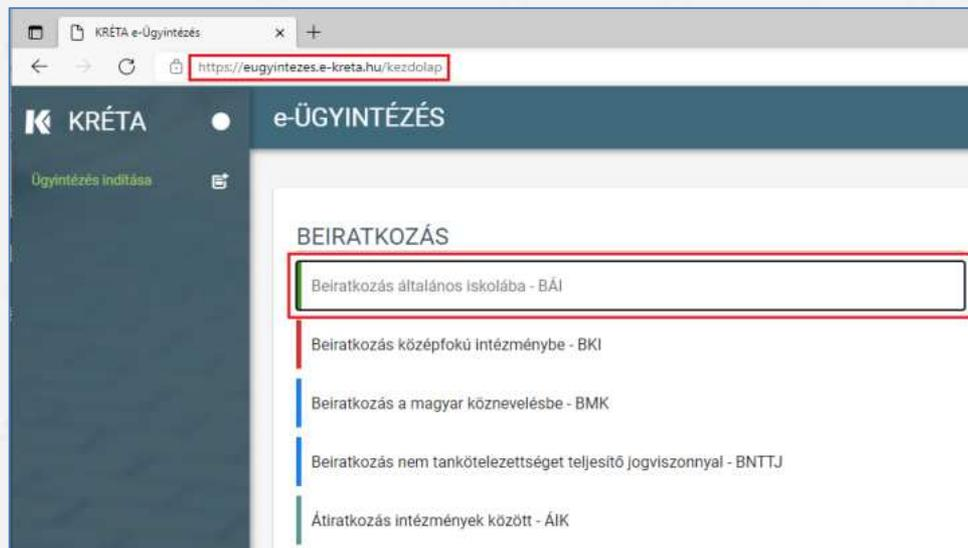 KRÉTA e-Ügyintézés
https://eugyintezes.e-kreta.hu/kezdolap
KRÉTA
e-ÜGYINTÉZÉS
Ügyintézés indítása
BEIRATKOZÁS
Beiratkozás általános iskolába - BÁI
Beiratkozás középfokú intézménybe - BKI
Beiratkozás a magyar köznevelésbe - BMK
Beiratkozás nem tankötelezettséget teljesítő jogviszonnyal - BNTTJ
Átiratkozás intézmények között - ÁIK